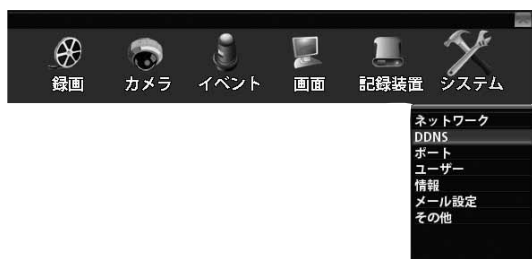 録画 カメラ イベント 画面 記録装置 システム
ネットワーク
DDNS
ポート
ユーザー
情報
メール設定
その他